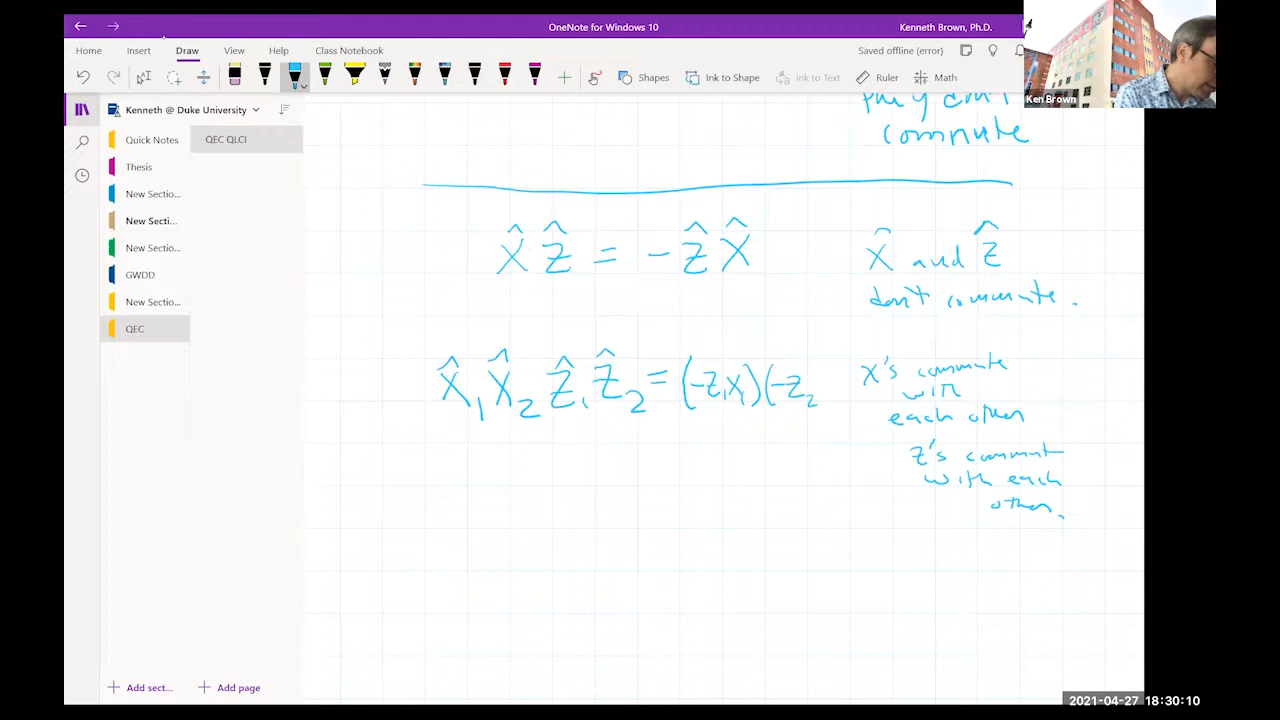 OneNote for Windows 10
Kenneth Brown, Ph.D.
Home Insert Draw View Help Class Notebook
Saved offline (error)
Shapes Ink to Shape Ink to Text Ruler Math
Ken Brown
Kenneth @ Duke University
Quick Notes
QEC QLCI
Thesis
New Sectio...
New Secti...
New Sectio...
GWDD
New Sectio...
QEC
they don't
commute
X̂ Ẑ = - Ẑ X̂
X̂ and Ẑ
don't commute.
X̂₁ X̂₂ Ẑ₁ Ẑ₂ = (-Z₁X₁)(-Z₂
X's commute
with
each other
Z's commute
with each
other.
Add sect...
Add page
2021-04-27 18:30:10